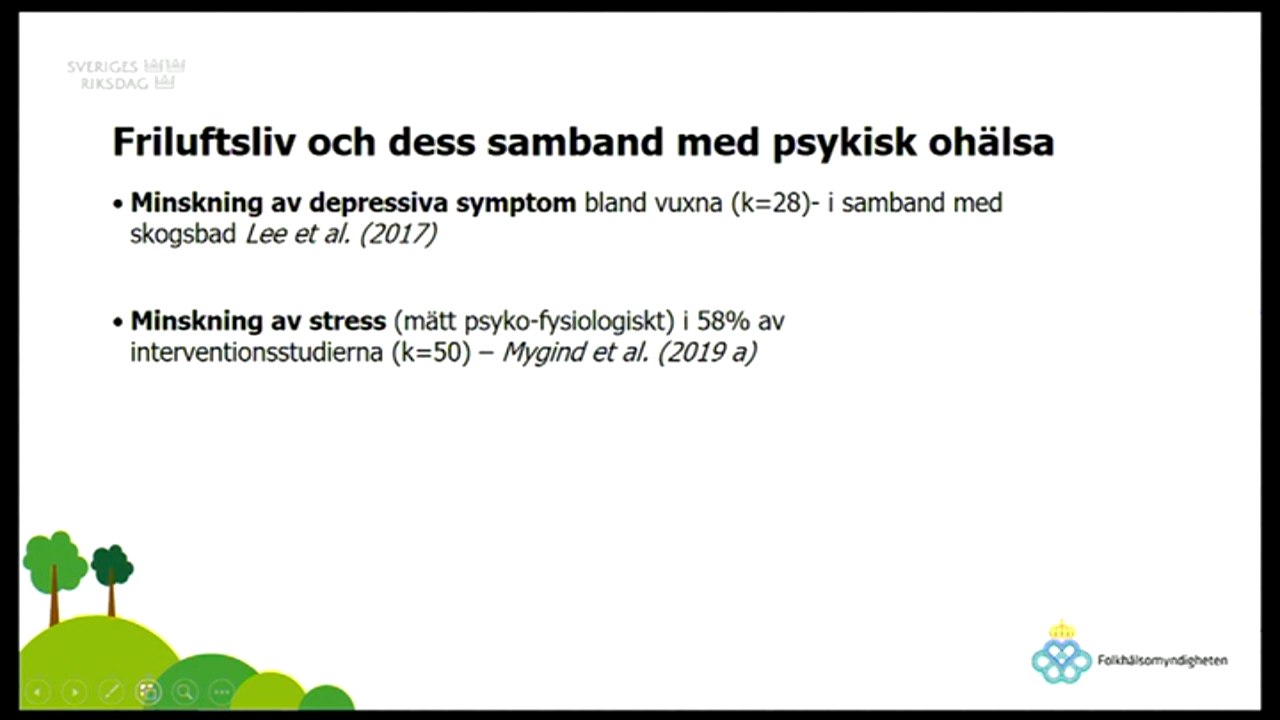 SVERIGES
RIKSDAG
Friluftsliv och dess samband med psykisk ohälsa
• Minskning av depressiva symptom bland vuxna (k=28)- i samband med
skogsbad Lee et al. (2017)
• Minskning av stress (mätt psyko-fysiologiskt) i 58% av
interventionsstudierna (k=50) – Mygind et al. (2019 a)
Folkhälsomyndigheten